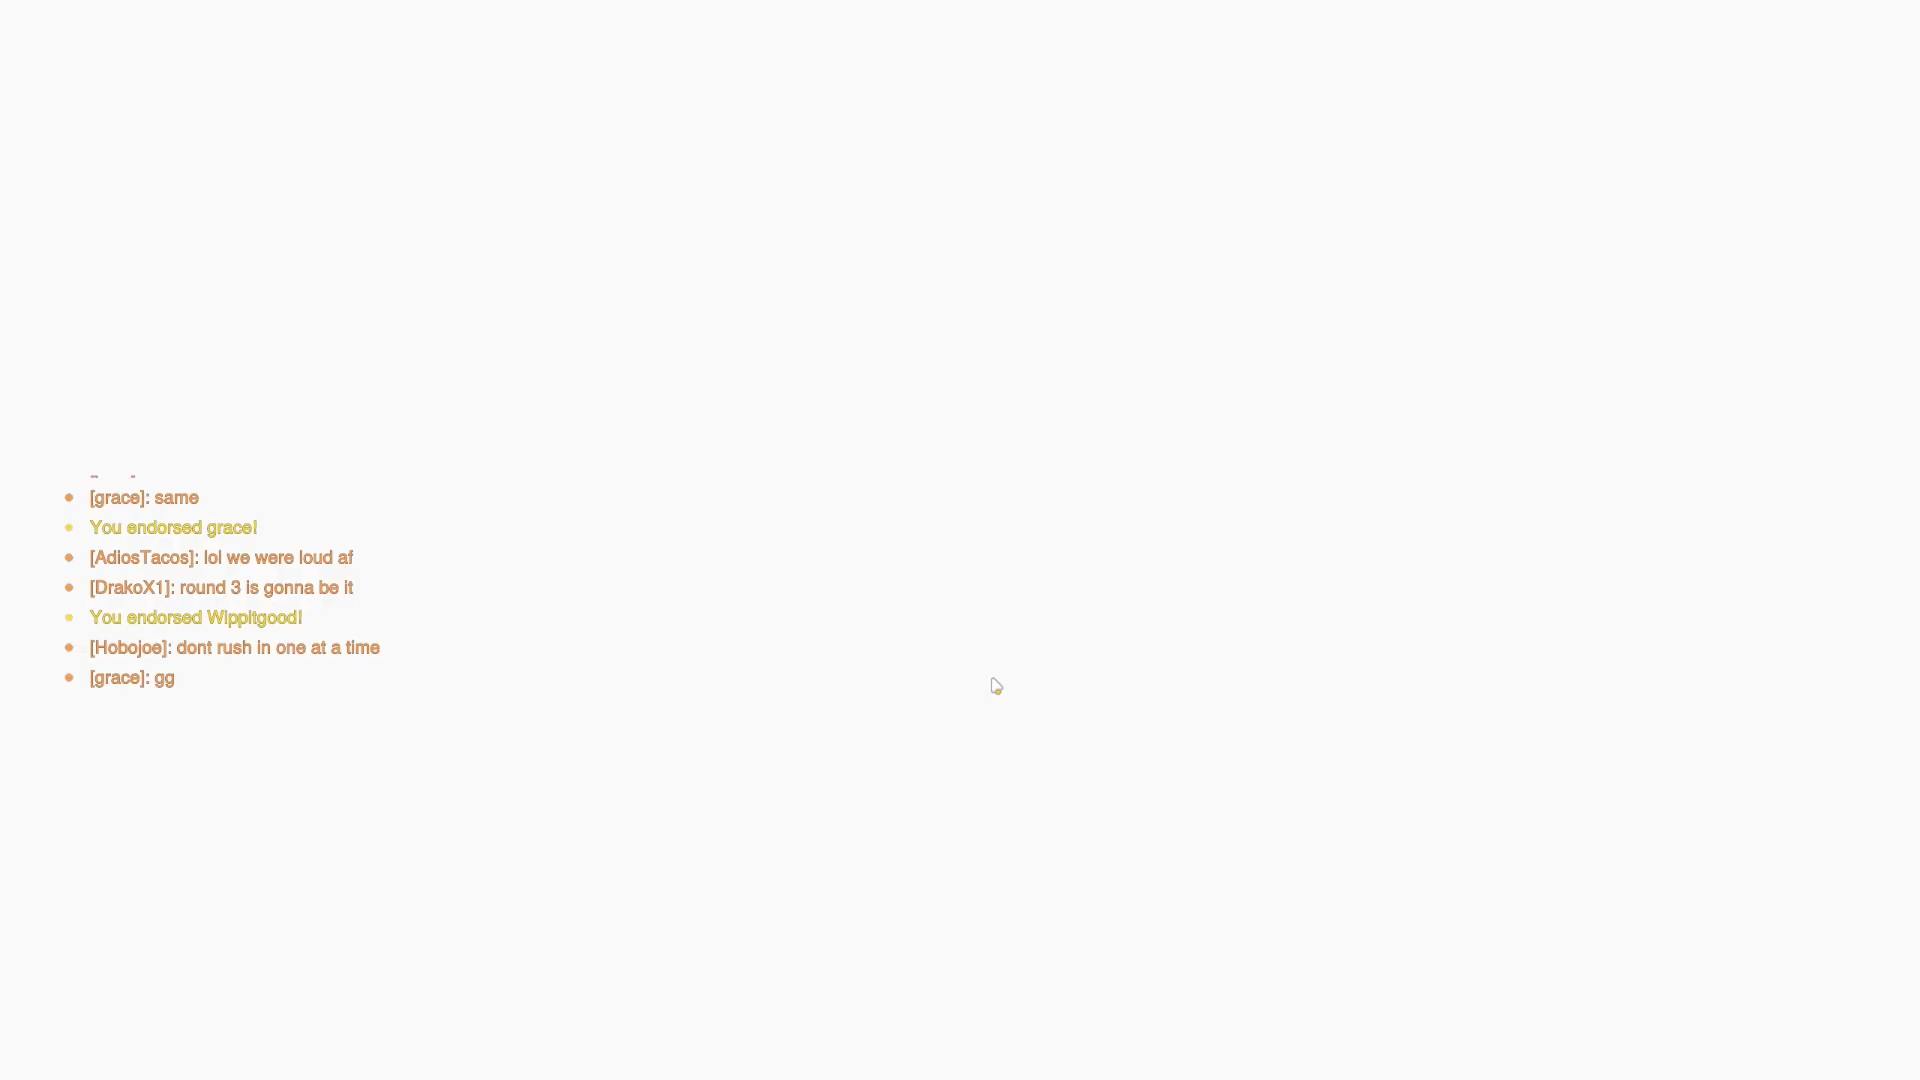 [grace]: same
You endorsed grace!
[AdiosTacos]: lol we were loud af
[DrakoX1]: round 3 is gonna be it
You endorsed Wippitgood!
[Hobojoe]: dont rush in one at a time
[grace]: gg